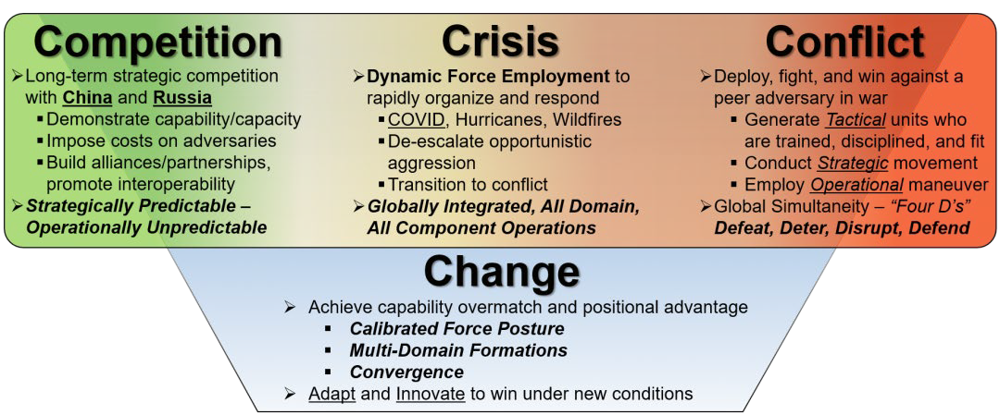 Competition
➢Long-term strategic competition
with China and Russia
▪Demonstrate capability/capacity
▪Impose costs on adversaries
▪Build alliances/partnerships,
promote interoperability
➢Strategically Predictable –
Operationally Unpredictable
Crisis
➢Dynamic Force Employment to
rapidly organize and respond
▪COVID, Hurricanes, Wildfires
▪De-escalate opportunistic
aggression
▪Transition to conflict
➢Globally Integrated, All Domain,
All Component Operations
Conflict
➢Deploy, fight, and win against a
peer adversary in war
▪ Generate Tactical units who
are trained, disciplined, and fit
▪ Conduct Strategic movement
▪ Employ Operational maneuver
➢Global Simultaneity – “Four D’s”
Defeat, Deter, Disrupt, Defend
Change
➢ Achieve capability overmatch and positional advantage
▪ Calibrated Force Posture
▪ Multi-Domain Formations
▪ Convergence
➢ Adapt and Innovate to win under new conditions